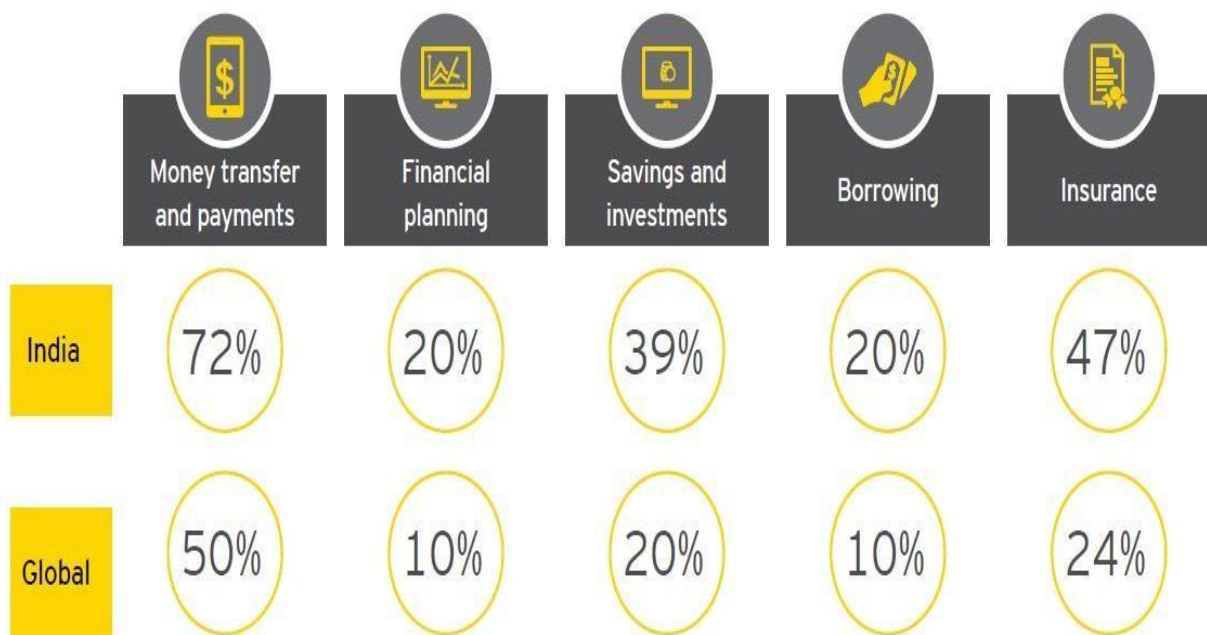 $
Money transfer
and payments
Financial
planning
Savings and
investments
$
Borrowing
Insurance
India
72%
20%
39%
20%
47%
Global
50%
10%
20%
10%
24%